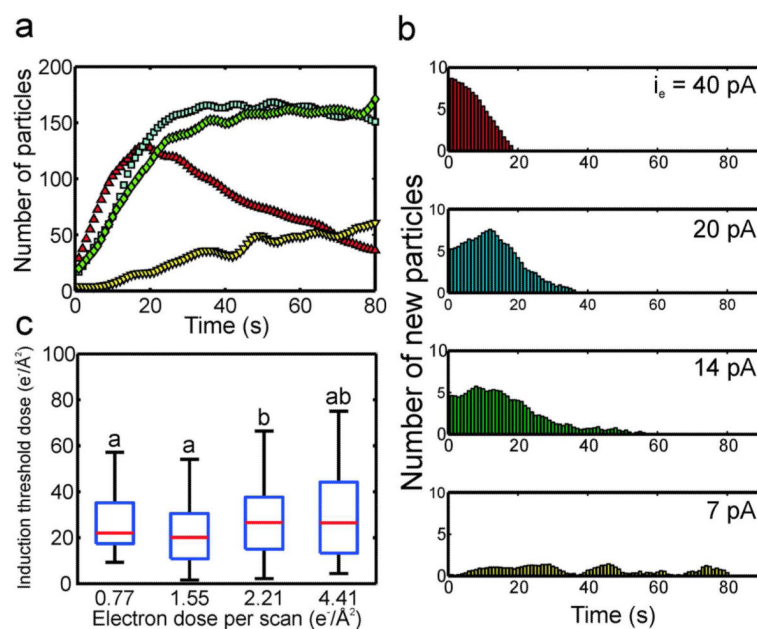 a
Number of particles
200
150
100
50
0
0 20 40 60 80
Time (s)
b
Number of new particles
10
5
0
0 20 40 60 80
iₑ = 40 pA
10
5
0
0 20 40 60 80
20 pA
10
5
0
0 20 40 60 80
14 pA
10
5
0
0 20 40 60 80
7 pA
Time (s)
c
Induction threshold dose (e⁻/Å²)
100
80
60
40
20
0
a a b ab
0.77 1.55 2.21 4.41
Electron dose per scan (e⁻/Å²)